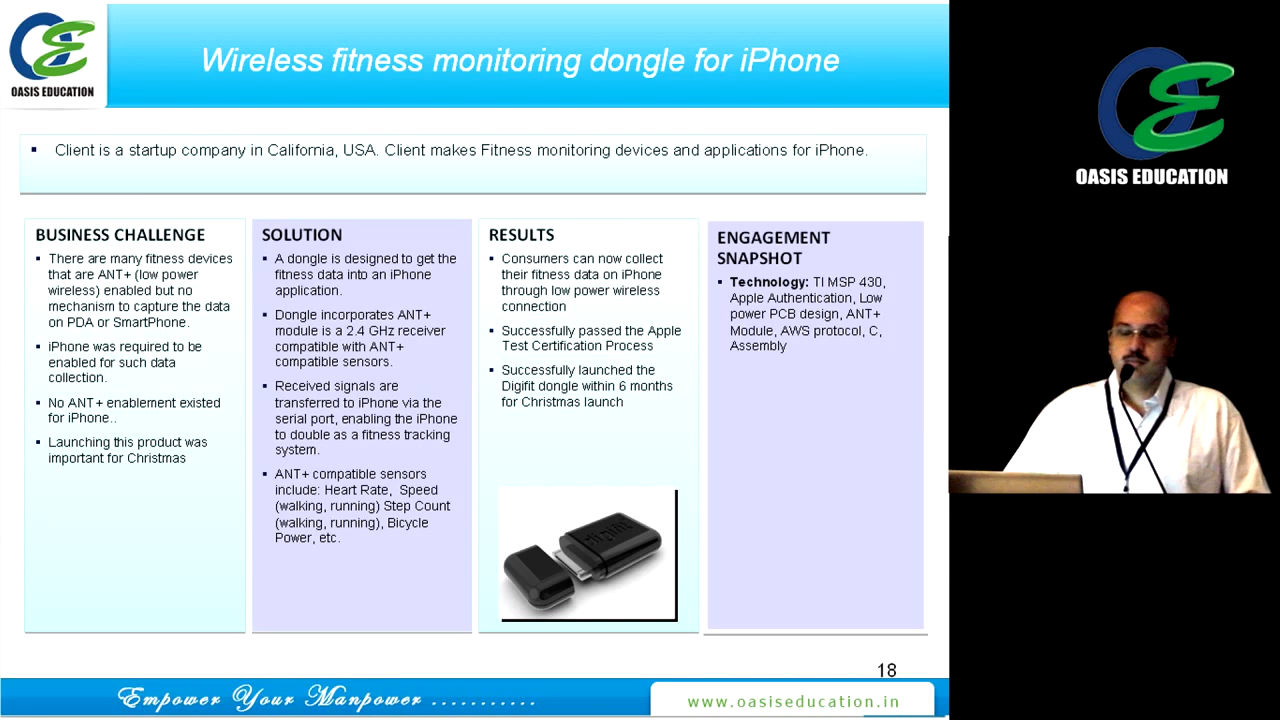 OASIS EDUCATION
Wireless fitness monitoring dongle for iPhone
▪ Client is a startup company in California, USA. Client makes Fitness monitoring devices and applications for iPhone.
BUSINESS CHALLENGE
▪ There are many fitness devices
that are ANT+ (low power
wireless) enabled but no
mechanism to capture the data
on PDA or SmartPhone.
▪ iPhone was required to be
enabled for such data
collection.
▪ No ANT+ enablement existed
for iPhone..
▪ Launching this product was
important for Christmas
SOLUTION
▪ A dongle is designed to get the
fitness data into an iPhone
application.
▪ Dongle incorporates ANT+
module is a 2.4 GHz receiver
compatible with ANT+
compatible sensors.
▪ Received signals are
transferred to iPhone via the
serial port, enabling the iPhone
to double as a fitness tracking
system.
▪ ANT+ compatible sensors
include: Heart Rate, Speed
(walking, running) Step Count
(walking, running), Bicycle
Power, etc.
RESULTS
▪ Consumers can now collect
their fitness data on iPhone
through low power wireless
connection
▪ Successfully passed the Apple
Test Certification Process
▪ Successfully launched the
Digifit dongle within 6 months
for Christmas launch
ENGAGEMENT
SNAPSHOT
▪ Technology: TI MSP 430,
Apple Authentication, Low
power PCB design, ANT+
Module, AWS protocol, C,
Assembly
18
Empower Your Manpower ...........
www.oasiseducation.in
OASIS EDUCATION